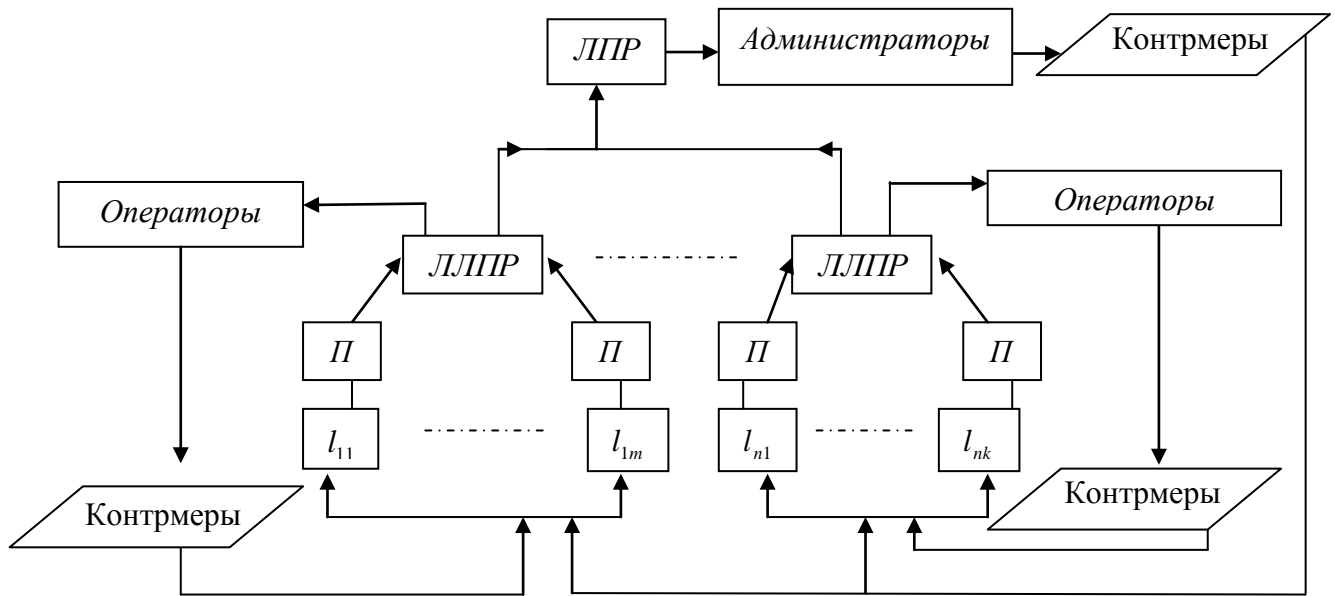 ЛПР
Администраторы
Контрмеры
Операторы
Операторы
ЛЛПР
ЛЛПР
П
П
П
П
l₁₁
l₁ₘ
lₙ₁
lₙₖ
Контрмеры
Контрмеры